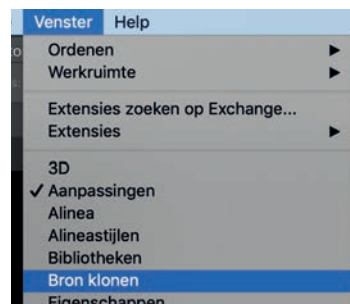 Venster Help
Ordenen
Werkruimte
Extensies zoeken op Exchange...
Extensies
3D
✓ Aanpassingen
Alinea
Alineastijlen
Bibliotheken
Bron klonen
Eigenschappen